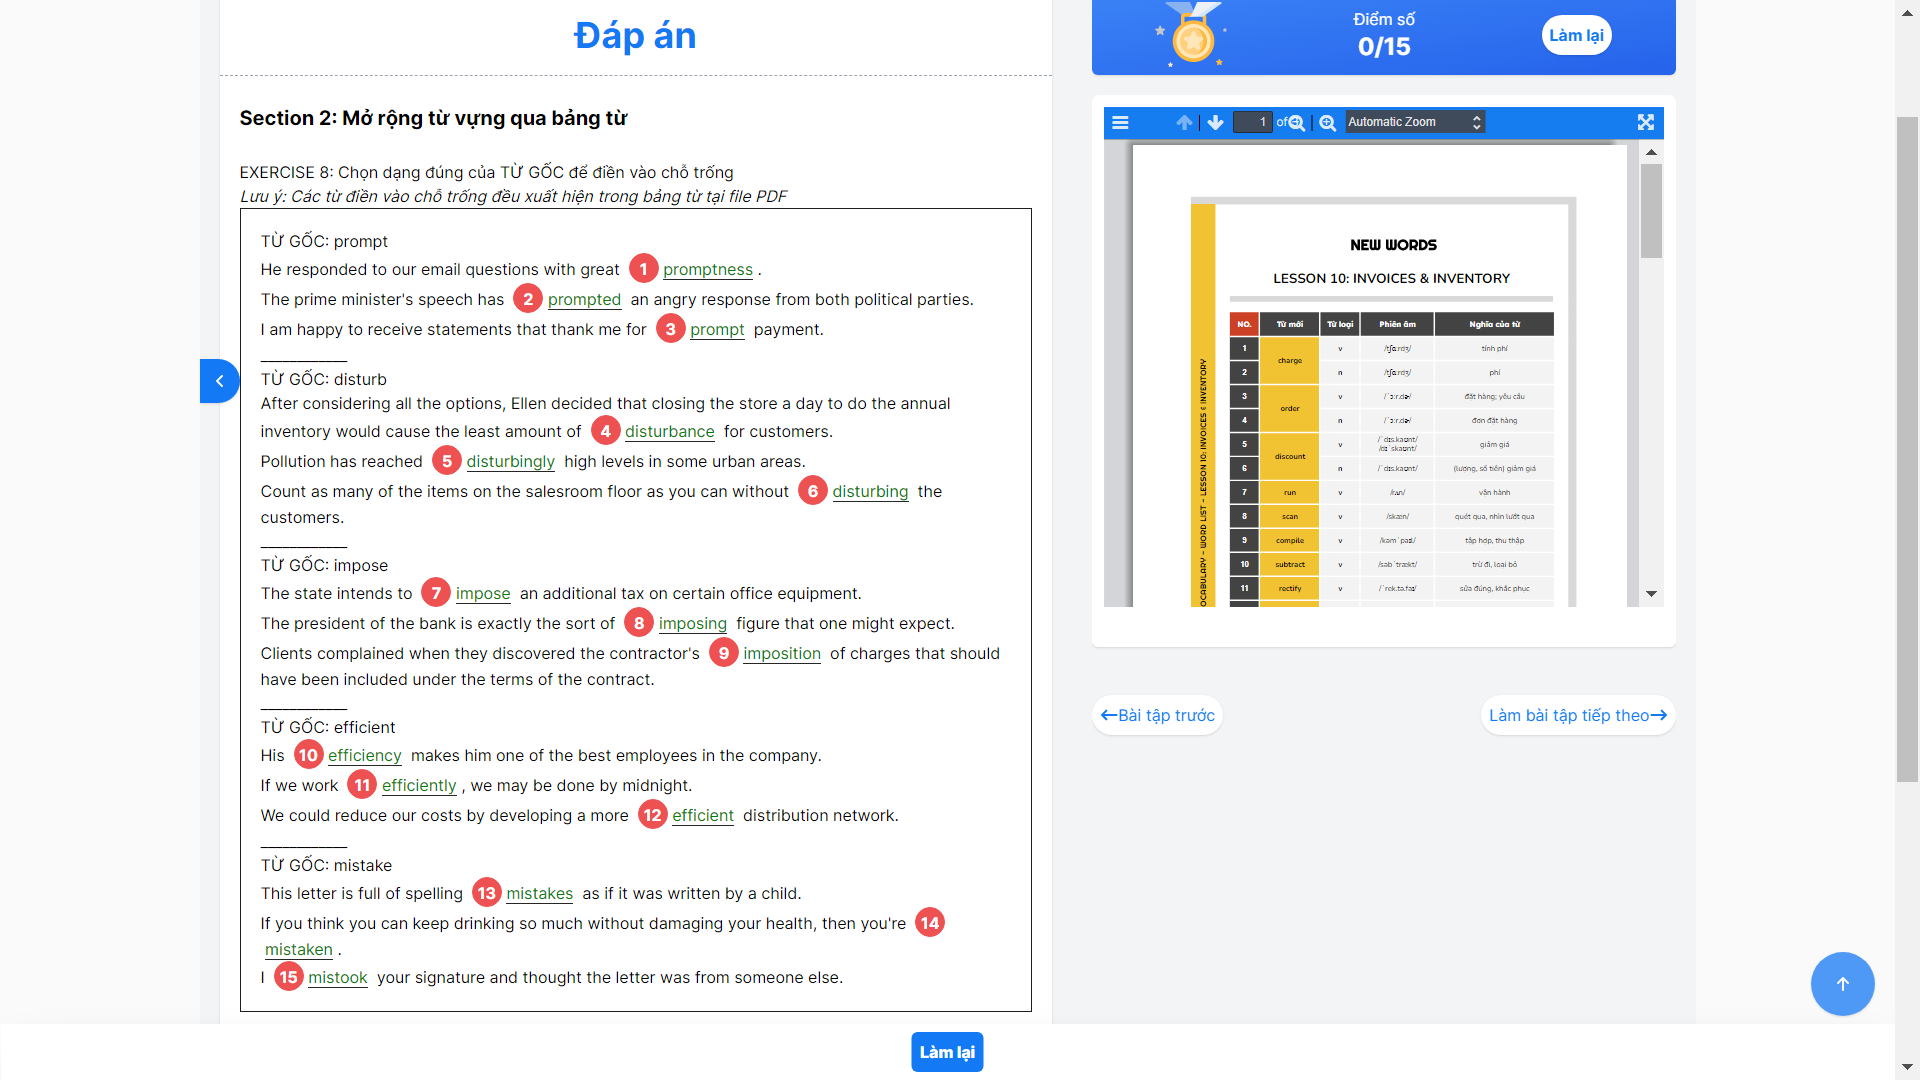 Đáp án
Section 2: Mở rộng từ vựng qua bảng từ
EXERCISE 8: Chọn dạng đúng của TỪ GỐC để điền vào chỗ trống
Lưu ý: Các từ điền vào chỗ trống đều xuất hiện trong bảng từ tại file PDF
TỪ GỐC: prompt
He responded to our email questions with great 1 promptness .
The prime minister's speech has 2 prompted an angry response from both political parties.
I am happy to receive statements that thank me for 3 prompt payment.
____________
TỪ GỐC: disturb
After considering all the options, Ellen decided that closing the store a day to do the annual
inventory would cause the least amount of 4 disturbance for customers.
Pollution has reached 5 disturbingly high levels in some urban areas.
Count as many of the items on the salesroom floor as you can without 6 disturbing the
customers.
____________
TỪ GỐC: impose
The state intends to 7 impose an additional tax on certain office equipment.
The president of the bank is exactly the sort of 8 imposing figure that one might expect.
Clients complained when they discovered the contractor's 9 imposition of charges that should
have been included under the terms of the contract.
____________
TỪ GỐC: efficient
His 10 efficiency makes him one of the best employees in the company.
If we work 11 efficiently , we may be done by midnight.
We could reduce our costs by developing a more 12 efficient distribution network.
____________
TỪ GỐC: mistake
This letter is full of spelling 13 mistakes as if it was written by a child.
If you think you can keep drinking so much without damaging your health, then you're 14
mistaken .
I 15 mistook your signature and thought the letter was from someone else.
Làm lại
Điểm số
0/15
Làm lại
1 of Automatic Zoom
NEW WORDS
LESSON 10: INVOICES & INVENTORY
OCABULARY - WORD LIST - LESSON 10: INVOICES & INVENTORY
NO. Từ mới Từ loại Phiên âm Nghĩa của từ
1 charge v /tʃɑːrdʒ/ tính phí
2 n /tʃɑːrdʒ/ phí
3 order v /ˈɔːr.dɚ/ đặt hàng; yêu cầu
4 n /ˈɔːr.dɚ/ đơn đặt hàng
5 discount v /ˈdɪs.kaʊnt/ /dɪˈskaʊnt/ giảm giá
6 n /ˈdɪs.kaʊnt/ (lượng, số tiền) giảm giá
7 run v /rʌn/ vận hành
8 scan v /skæn/ quét qua, nhìn lướt qua
9 compile v /kəmˈpaɪl/ tập hợp, thu thập
10 subtract v /səbˈtrækt/ trừ đi, loại bỏ
11 rectify v /ˈrek.tə.faɪ/ sửa đúng, khắc phục
Bài tập trước
Làm bài tập tiếp theo